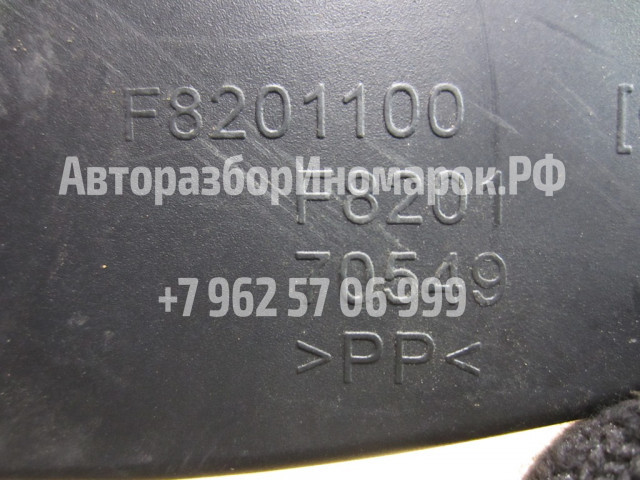 F8201100
АвторазборИномарок.РФ
F8201
70549
+7 962 57 06 999
>PP<